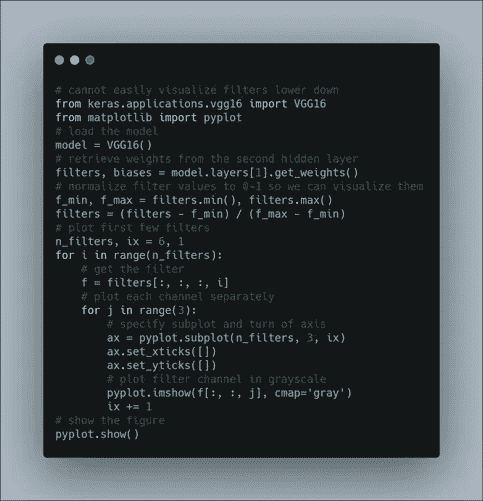 # cannot easily visualize filters lower down
from keras.applications.vgg16 import VGG16
from matplotlib import pyplot
# load the model
model = VGG16()
# retrieve weights from the second hidden layer
filters, biases = model.layers[1].get_weights()
# normalize filter values to 0-1 so we can visualize them
f_min, f_max = filters.min(), filters.max()
filters = (filters - f_min) / (f_max - f_min)
# plot first few filters
n_filters, ix = 6, 1
for i in range(n_filters):
    # get the filter
    f = filters[:, :, :, i]
    # plot each channel separately
    for j in range(3):
        # specify subplot and turn of axis
        ax = pyplot.subplot(n_filters, 3, ix)
        ax.set_xticks([])
        ax.set_yticks([])
        # plot filter channel in grayscale
        pyplot.imshow(f[:, :, j], cmap='gray')
        ix += 1
# show the figure
pyplot.show()